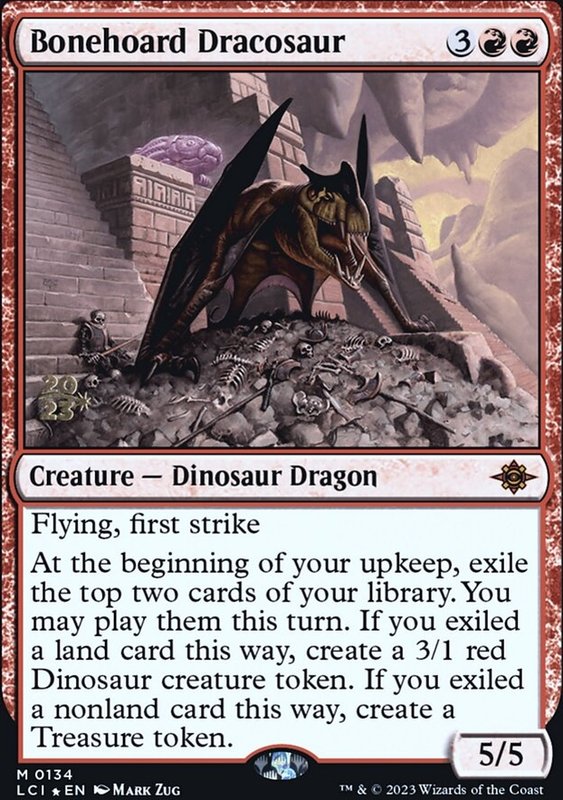 Bonehoard Dracosaur 3
20
23
Creature — Dinosaur Dragon
Flying, first strike
At the beginning of your upkeep, exile
the top two cards of your library. You
may play them this turn. If you exiled
a land card this way, create a 3/1 red
Dinosaur creature token. If you exiled
a nonland card this way, create a
Treasure token.
5/5
M 0134
LCI ★ EN Mark Zug
™ & © 2023 Wizards of the Coast